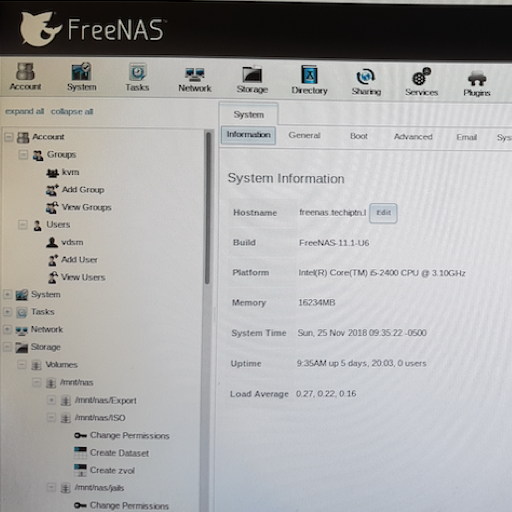 FreeNAS
Account System Tasks Network Storage Directory Sharing Services Plugins
expand all collapse all
System
Information General Boot Advanced Email Sys
Account
Groups
kvm
Add Group
View Groups
Users
vdsm
Add User
View Users
System
Tasks
Network
Storage
Volumes
/mnt/nas
/mnt/nas/Export
/mnt/nas/ISO
Change Permissions
Create Dataset
Create zvol
/mnt/nas/jails
Change Permissions
System Information
Hostname freenas.techiptn.l Edit
Build FreeNAS-11.1-U6
Platform Intel(R) Core(TM) i5-2400 CPU @ 3.10GHz
Memory 16234MB
System Time Sun, 25 Nov 2018 09:35:22 -0500
Uptime 9:35AM up 5 days, 20:03, 0 users
Load Average 0.27, 0.22, 0.16